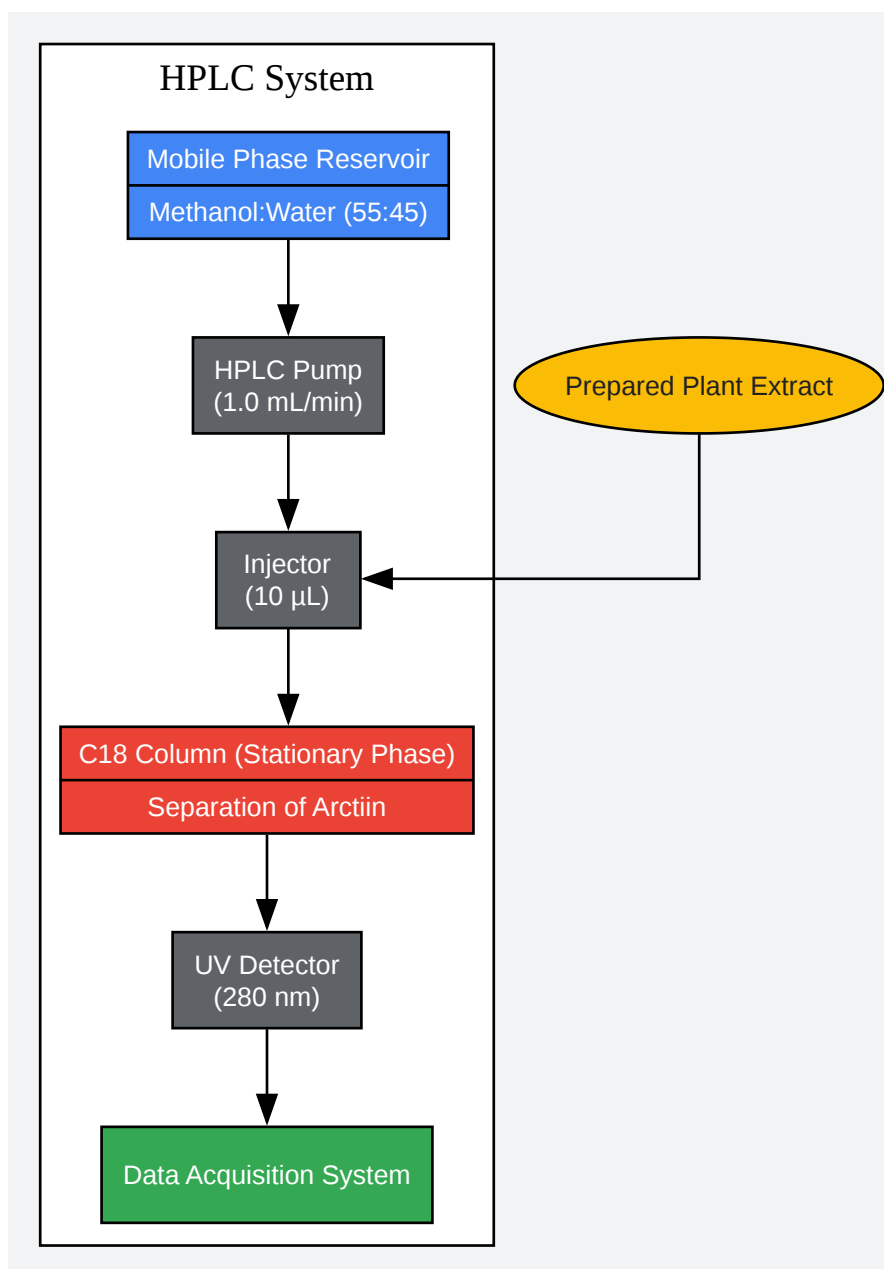 HPLC System
Mobile Phase Reservoir
Methanol:Water (55:45)
HPLC Pump
(1.0 mL/min)
Prepared Plant Extract
Injector
(10 µL)
C18 Column (Stationary Phase)
Separation of Arctiin
UV Detector
(280 nm)
Data Acquisition System